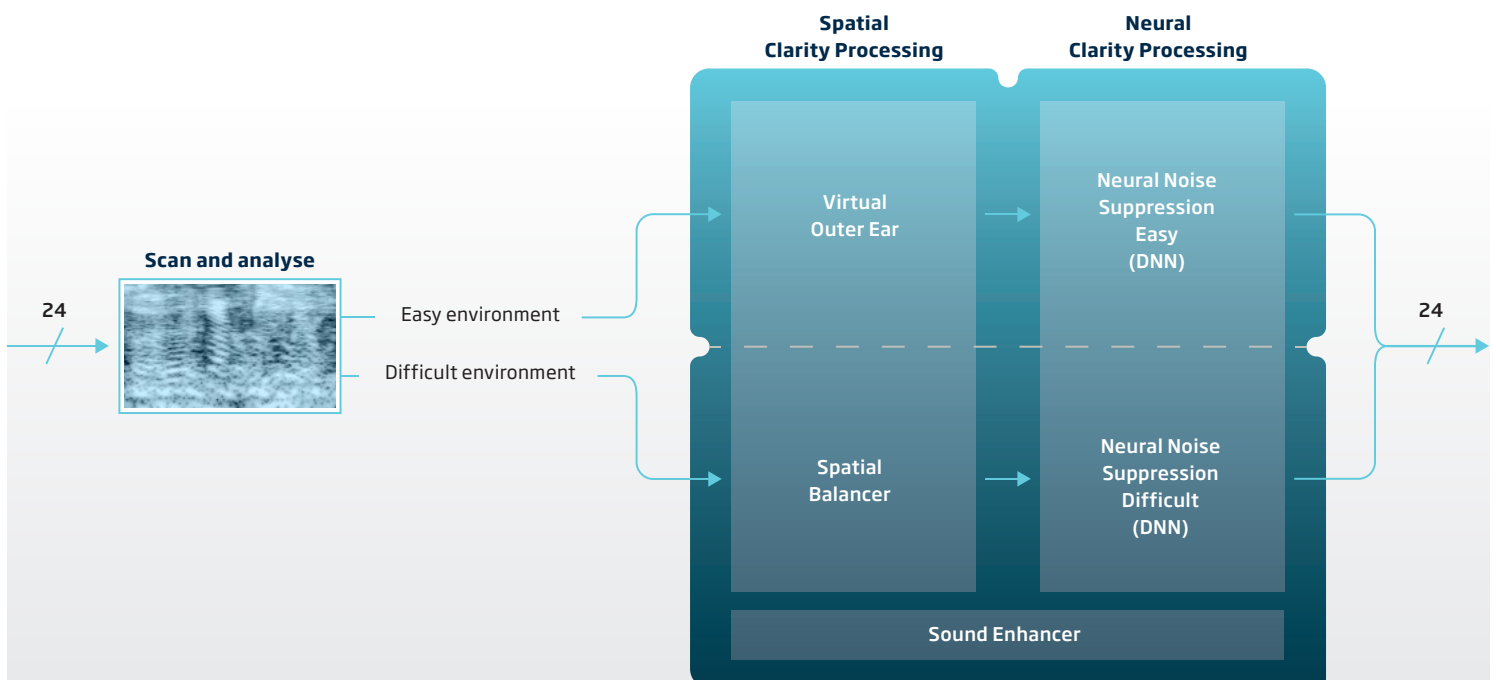 Spatial
Clarity Processing
Neural
Clarity Processing
Virtual
Outer Ear
Neural Noise
Suppression
Easy
(DNN)
Scan and analyse
24
Easy environment
Difficult environment
24
Spatial
Balancer
Neural Noise
Suppression
Difficult
(DNN)
Sound Enhancer